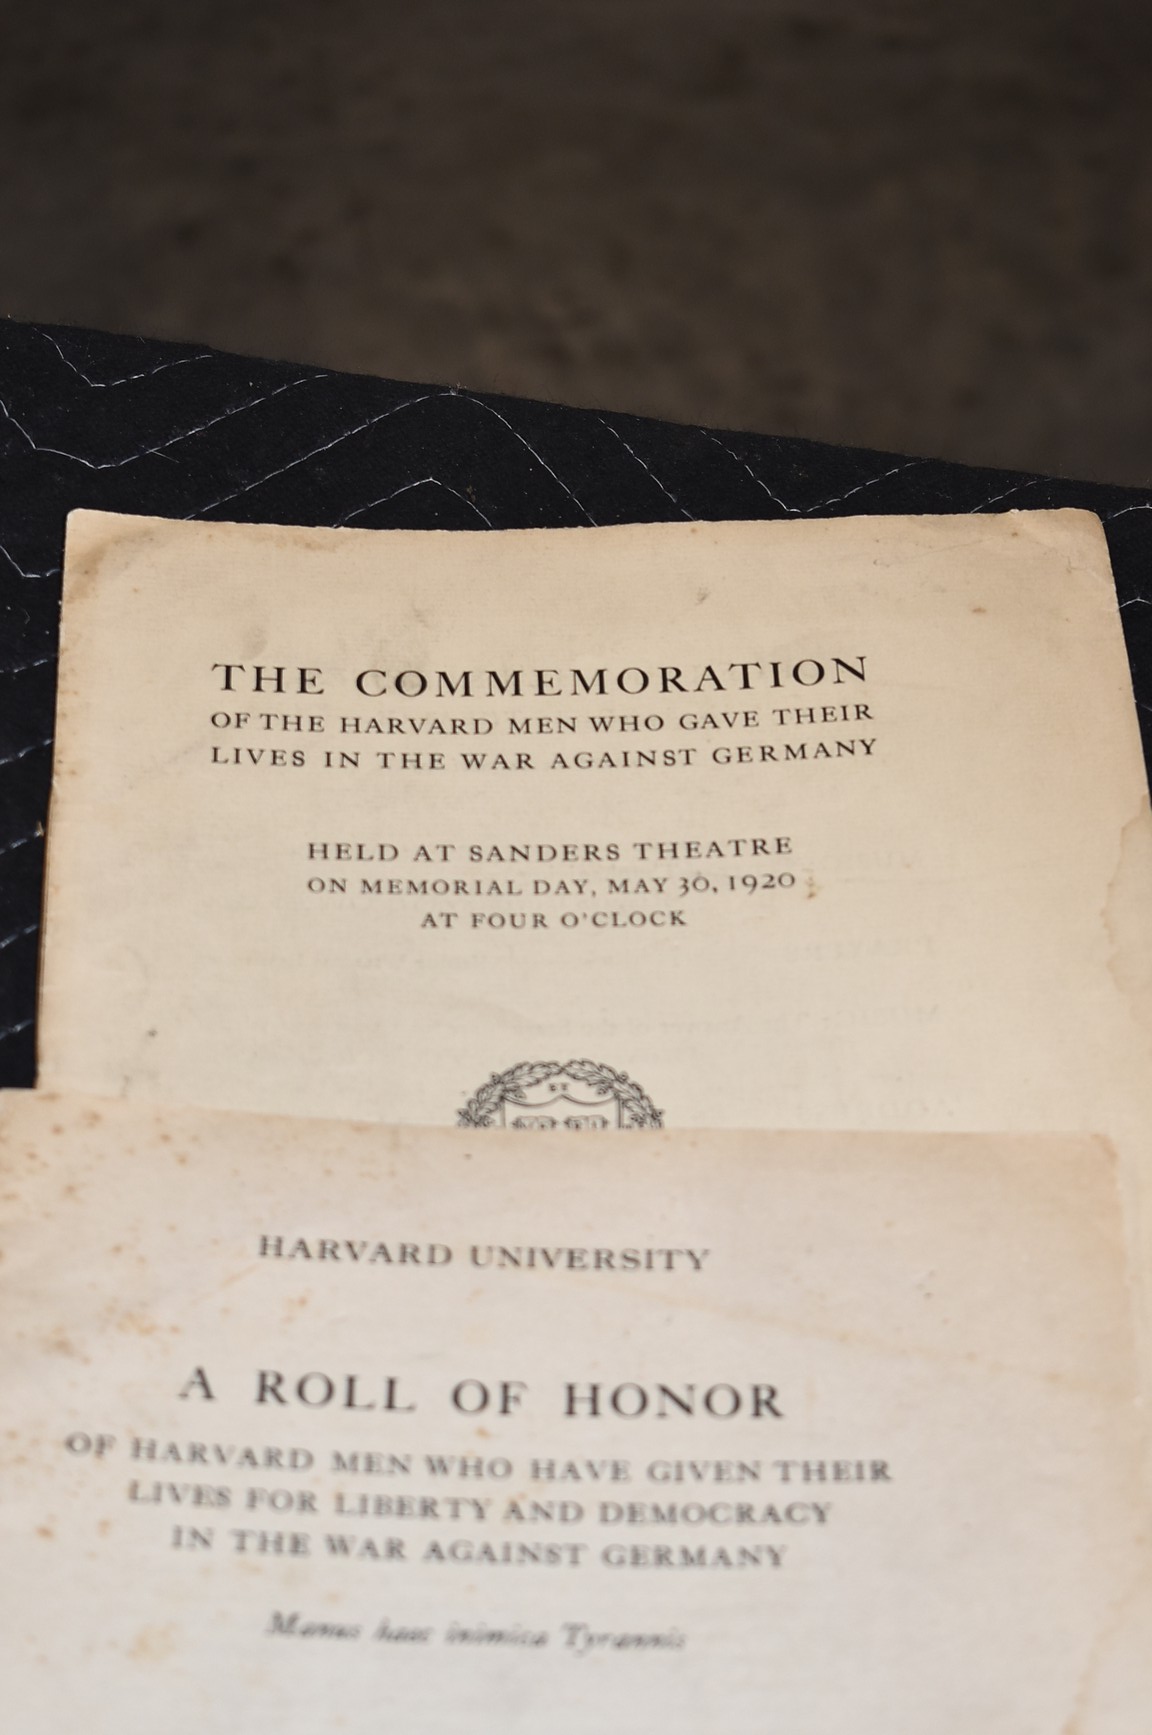 THE COMMEMORATION
OF THE HARVARD MEN WHO GAVE THEIR
LIVES IN THE WAR AGAINST GERMANY
HELD AT SANDERS THEATRE
ON MEMORIAL DAY, MAY 30, 1920
AT FOUR O'CLOCK
HARVARD UNIVERSITY
A ROLL OF HONOR
OF HARVARD MEN WHO HAVE GIVEN THEIR
LIVES FOR LIBERTY AND DEMOCRACY
IN THE WAR AGAINST GERMANY
Manus haec inimica Tyrannis